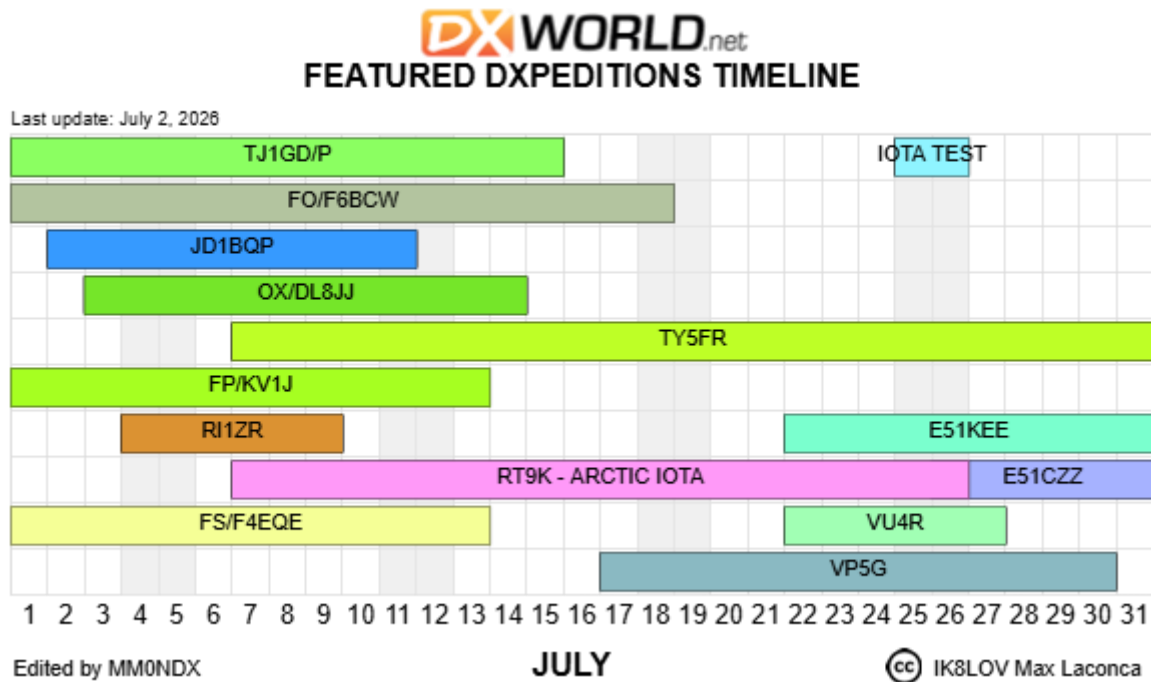 DX WORLD.net
FEATURED DXPEDITIONS TIMELINE
Last update: July 2, 2026
TJ1GD/P IOTA TEST
FO/F6BCW
JD1BQP
OX/DL8JJ
TY5FR
FP/KV1J
RI1ZR E51KEE
RT9K - ARCTIC IOTA E51CZZ
FS/F4EQE VU4R
VP5G
1 2 3 4 5 6 7 8 9 10 11 12 13 14 15 16 17 18 19 20 21 22 23 24 25 26 27 28 29 30 31
Edited by MM0NDX JULY cc IK8LOV Max Laconca